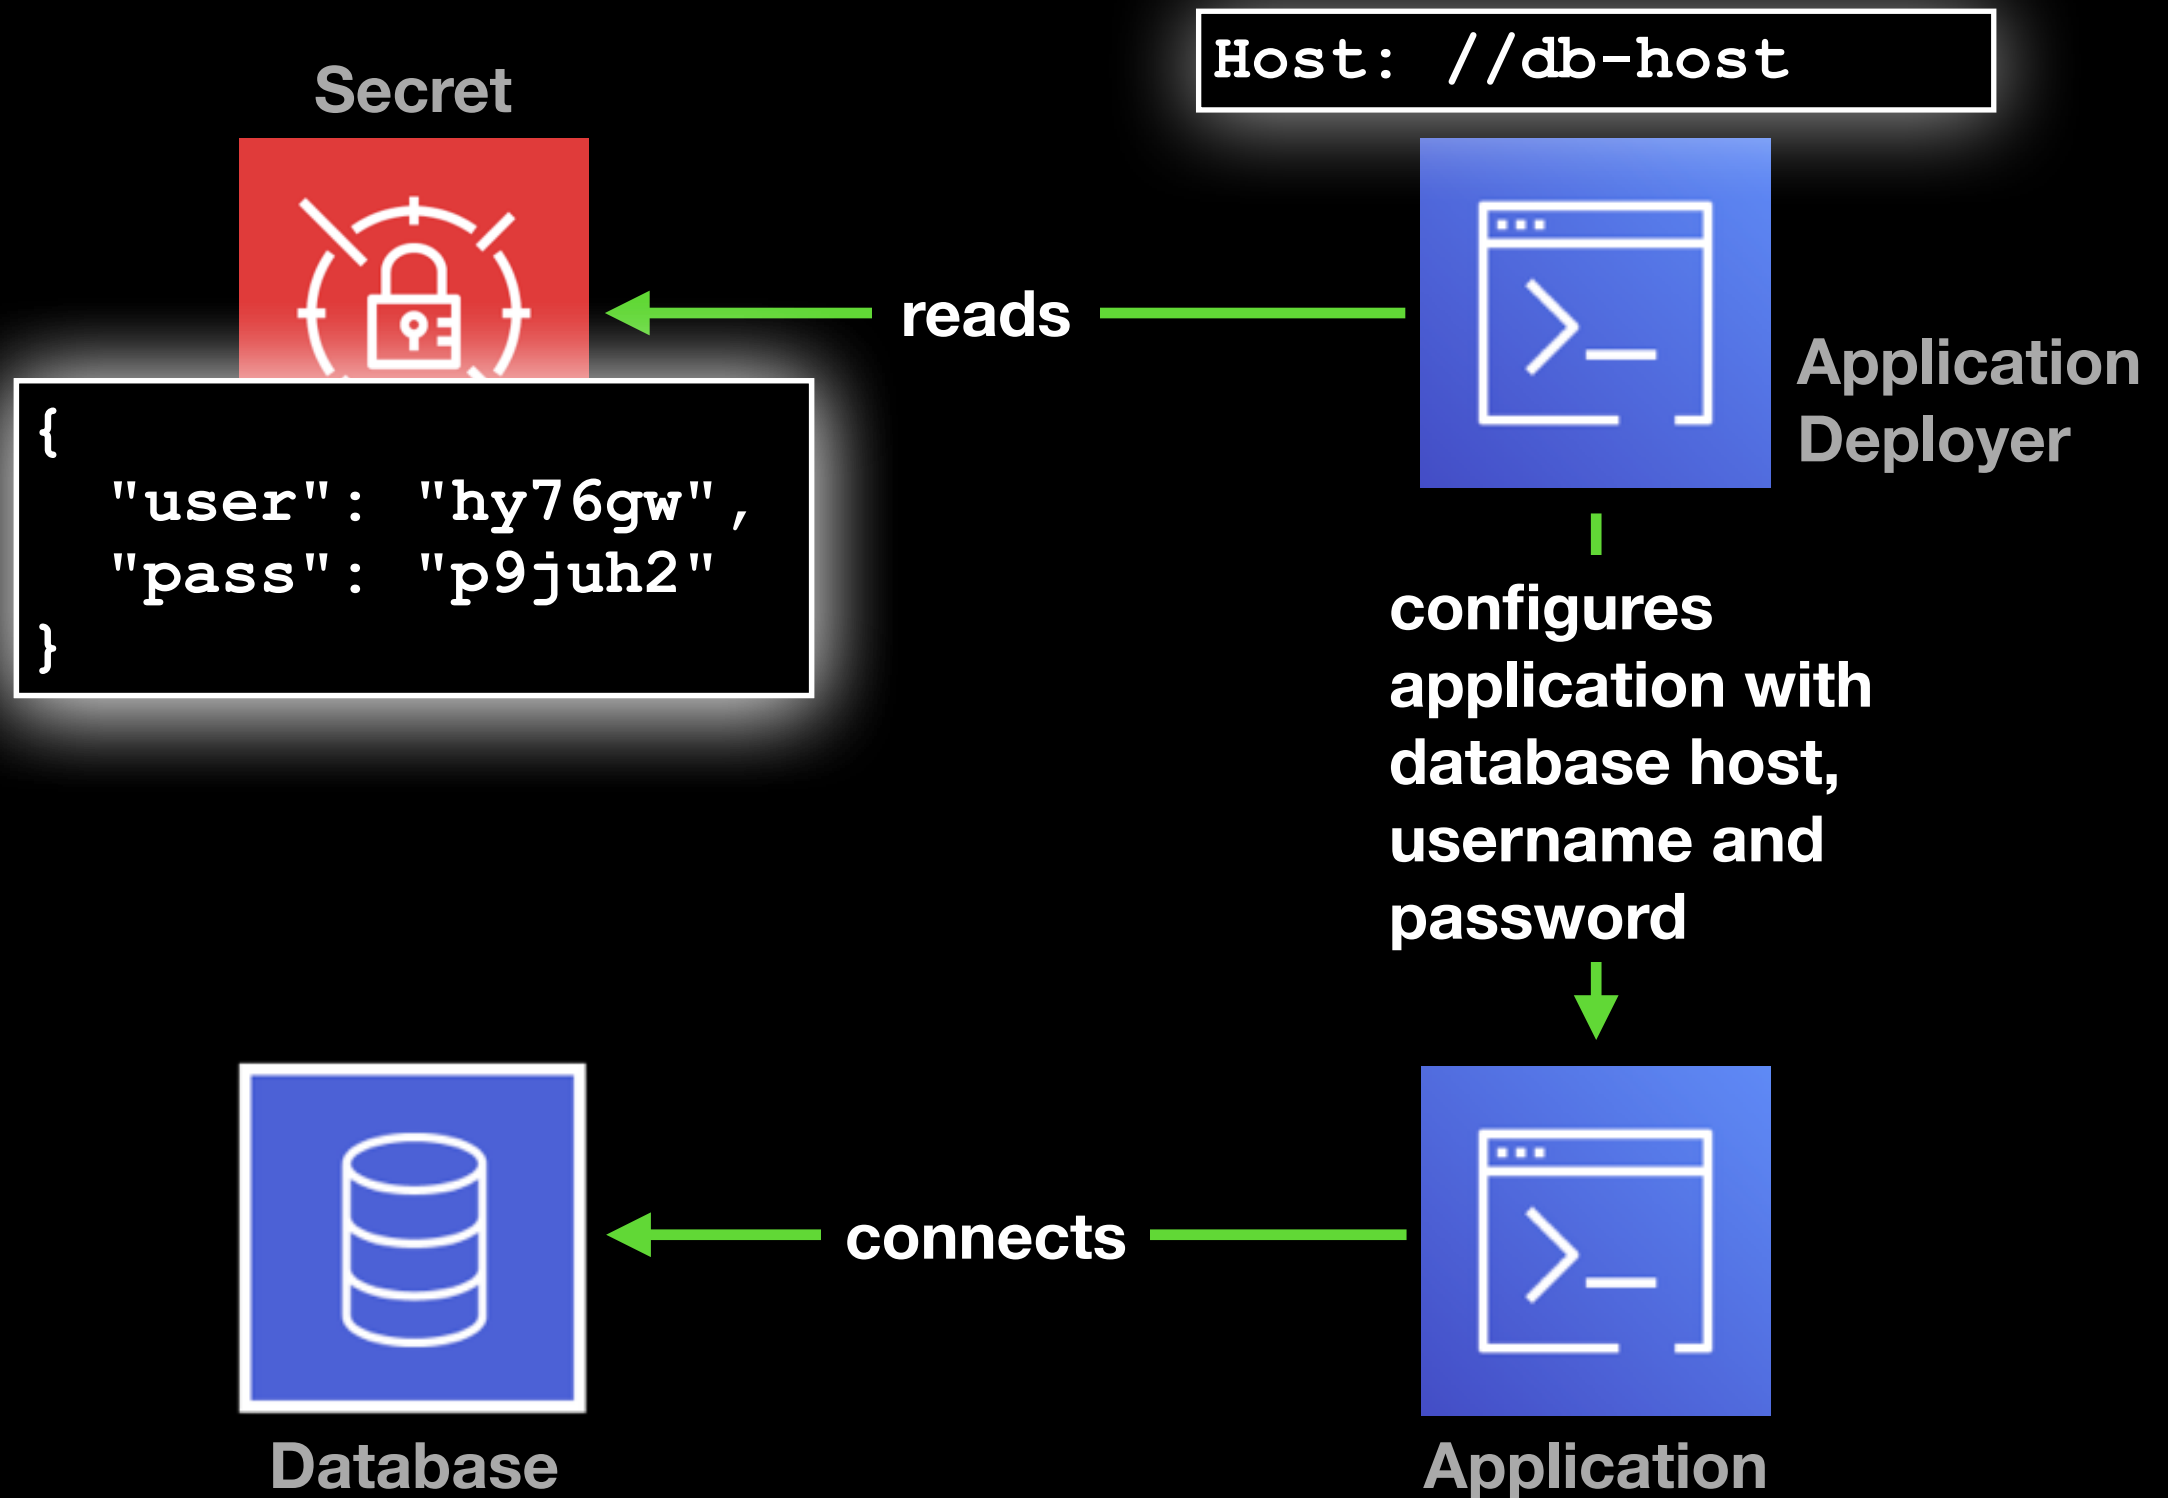 Secret
Host: //db-host
reads
Application
Deployer
{
"user": "hy76gw",
"pass": "p9juh2"
}
configures
application with
database host,
username and
password
connects
Database
Application